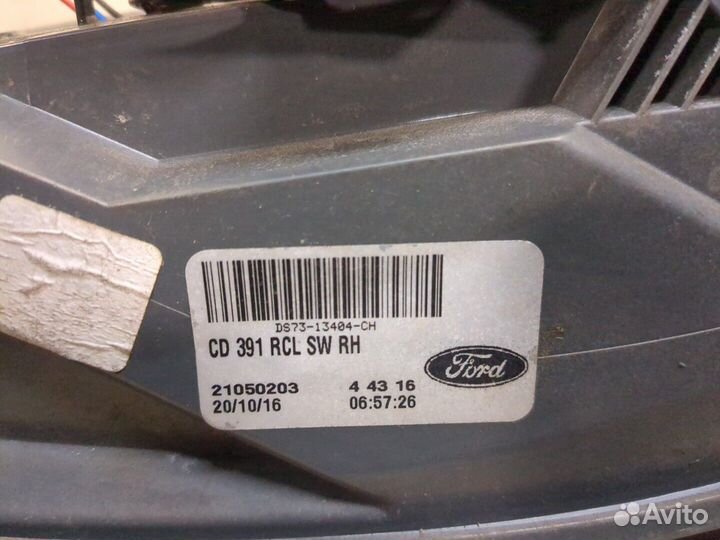 DS73-13404-CH
CD 391 RCL SW RH
Ford
21050203 4 43 16
20/10/16 06:57:26
Avito